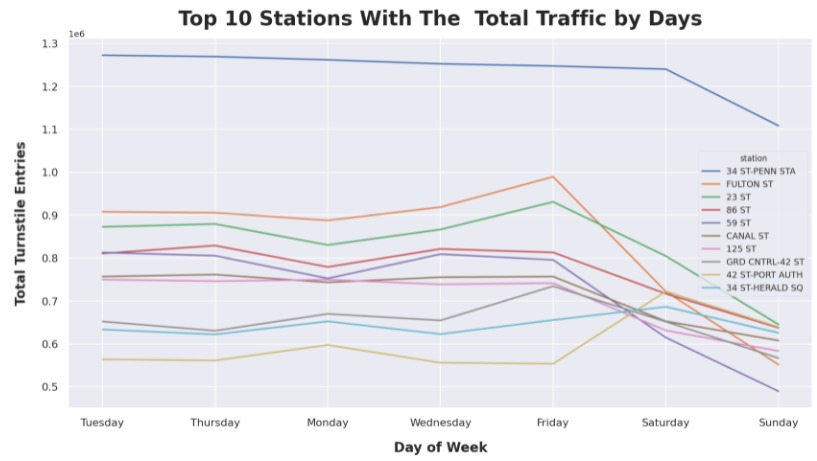 Top 10 Stations With The  Total Traffic by Days
1e6
1.3
1.2
1.1
1.0
0.9
0.8
0.7
0.6
0.5
Total Turnstile Entries
station
34 ST-PENN STA
FULTON ST
23 ST
86 ST
59 ST
CANAL ST
125 ST
GRD CNTRL-42 ST
42 ST-PORT AUTH
34 ST-HERALD SQ
Tuesday
Thursday
Monday
Wednesday
Friday
Saturday
Sunday
Day of Week